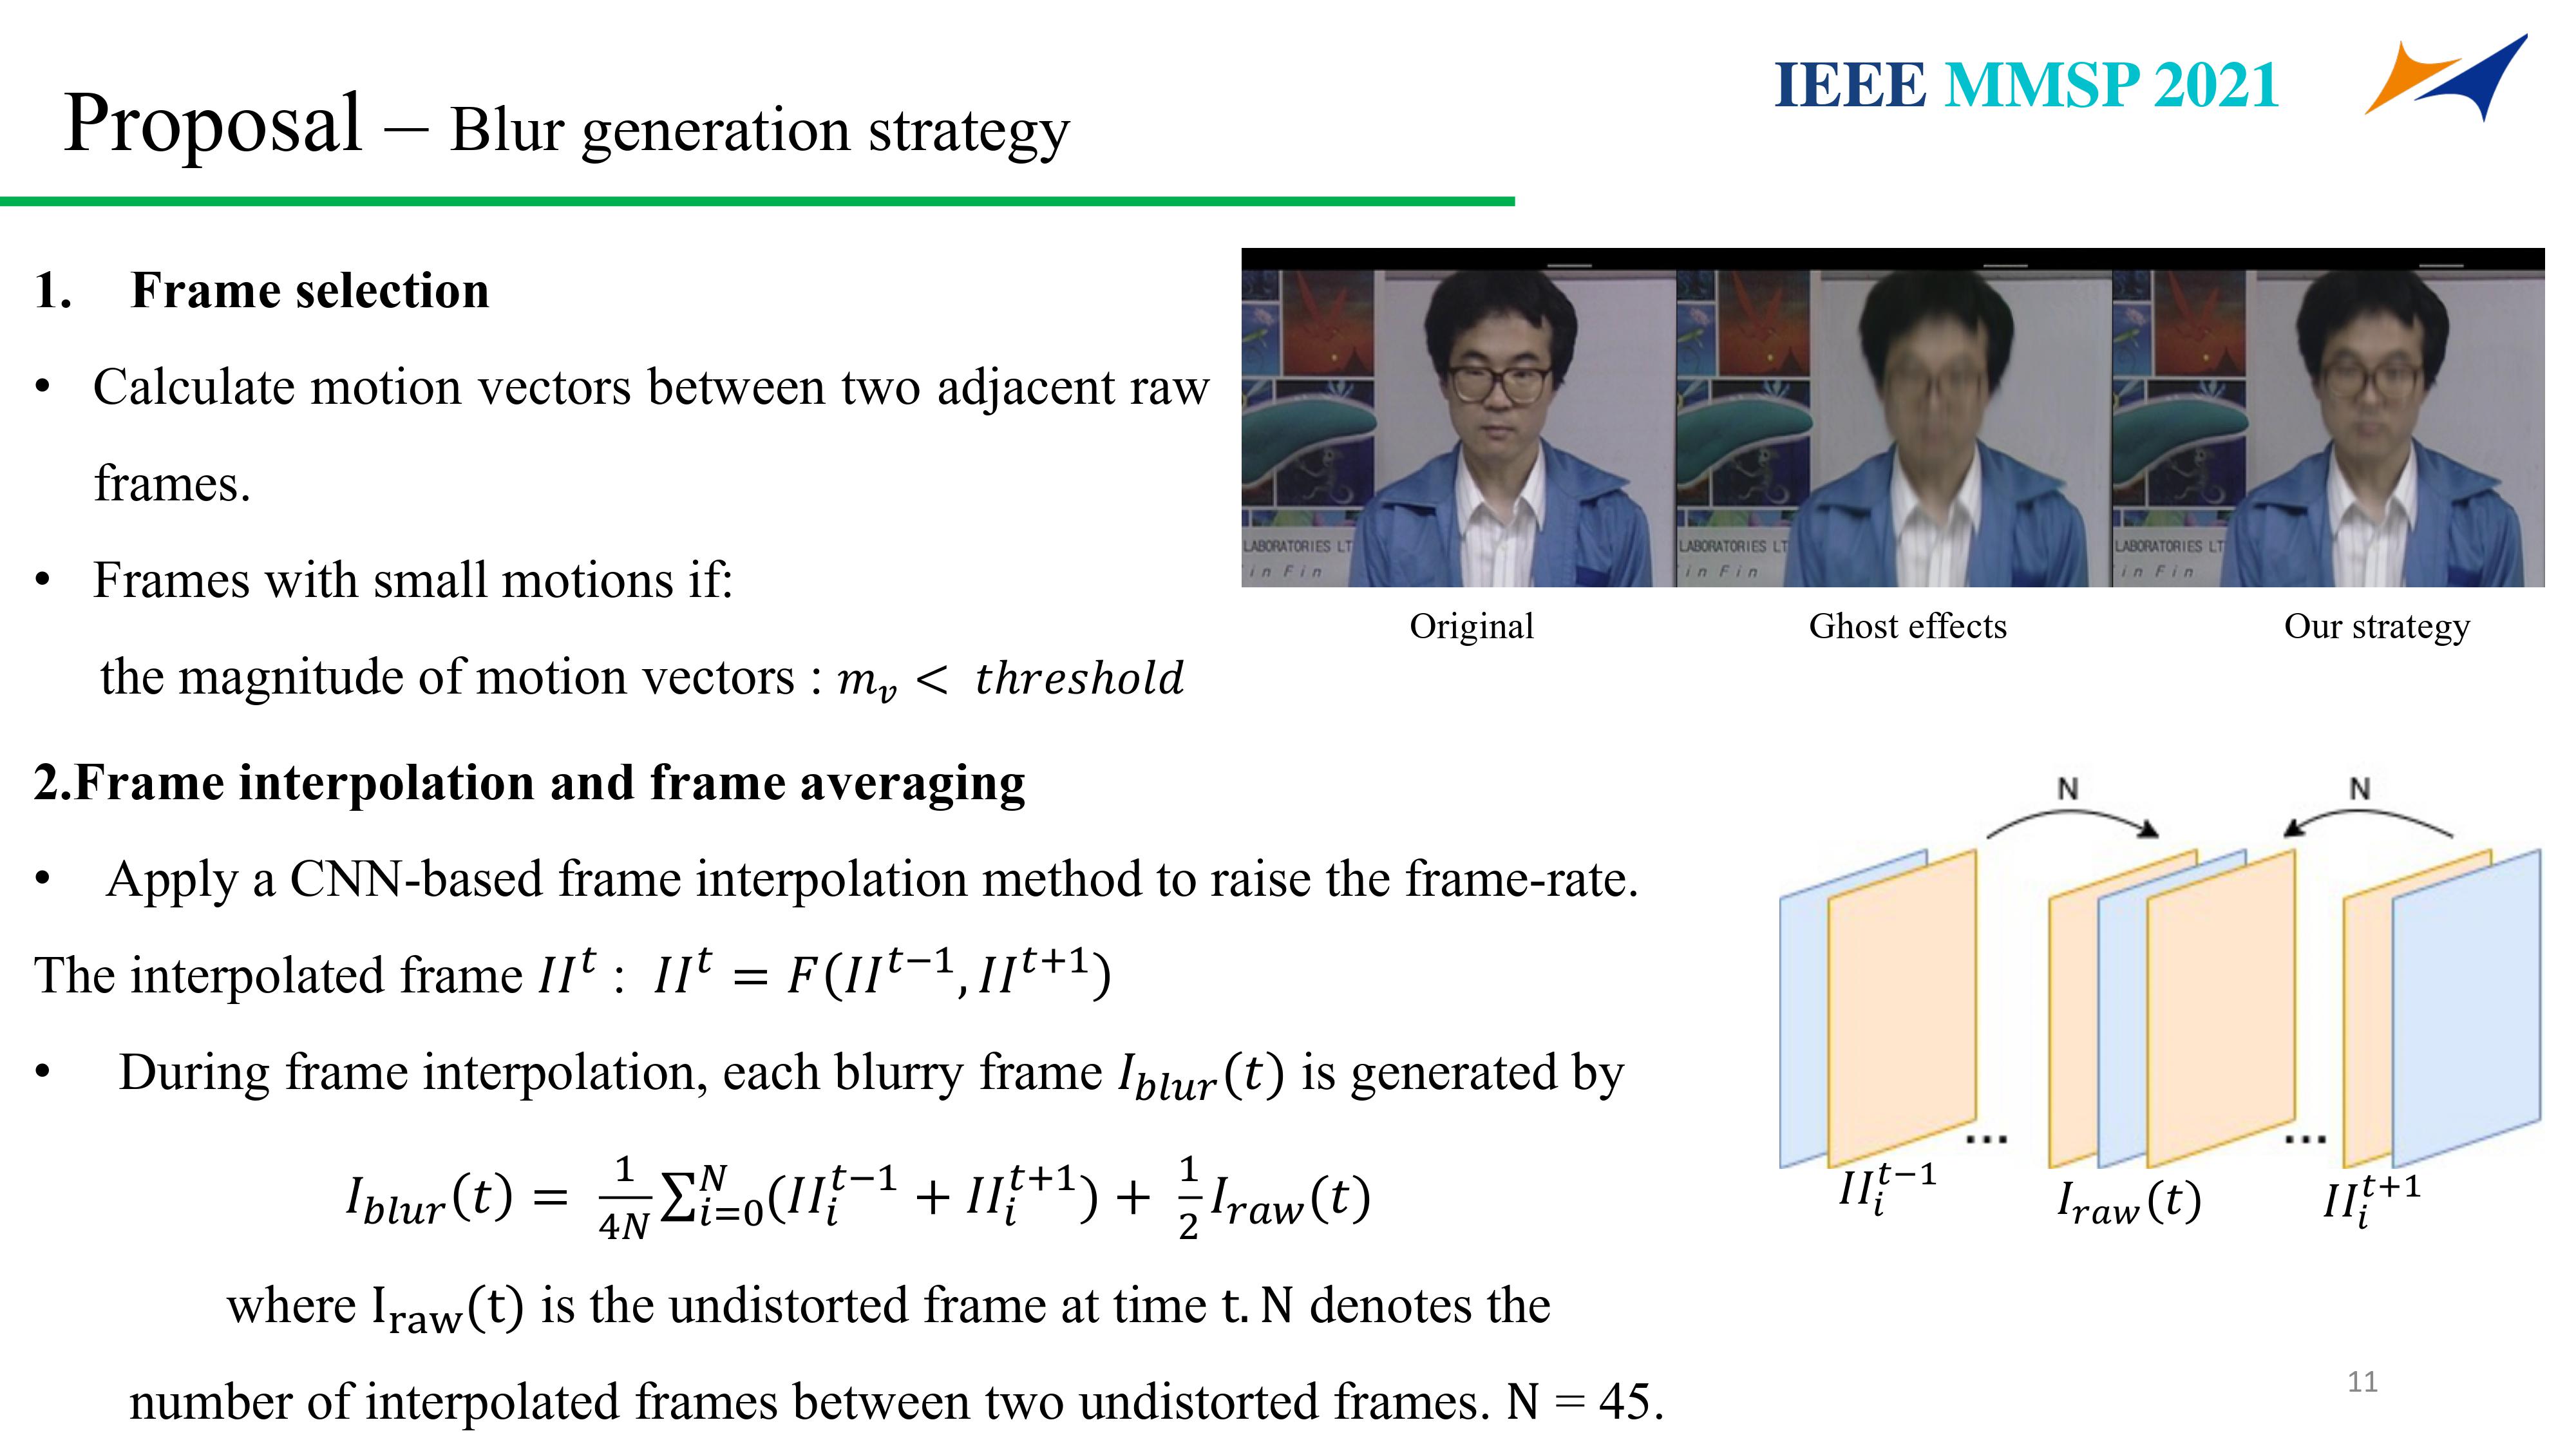 Proposal – Blur generation strategy
IEEE MMSP 2021
1. Frame selection
• Calculate motion vectors between two adjacent raw
frames.
• Frames with small motions if:
the magnitude of motion vectors : m_v < threshold
LABORATORIES LT
in Fin
LABORATORIES LT
in Fin
LABORATORIES LT
in Fin
Original
Ghost effects
Our strategy
2.Frame interpolation and frame averaging
• Apply a CNN-based frame interpolation method to raise the frame-rate.
The interpolated frame II^t : II^t = F(II^{t−1}, II^{t+1})
• During frame interpolation, each blurry frame I_{blur}(t) is generated by
I_{blur}(t) = \frac{1}{4N} ∑_{i=0}^{N}(II_i^{t−1} + II_i^{t+1}) + \frac{1}{2} I_{raw}(t)
where I_{raw}(t) is the undistorted frame at time t. N denotes the
number of interpolated frames between two undistorted frames. N = 45.
N
N
...
...
II_i^{t−1}
I_{raw}(t)
II_i^{t+1}
11